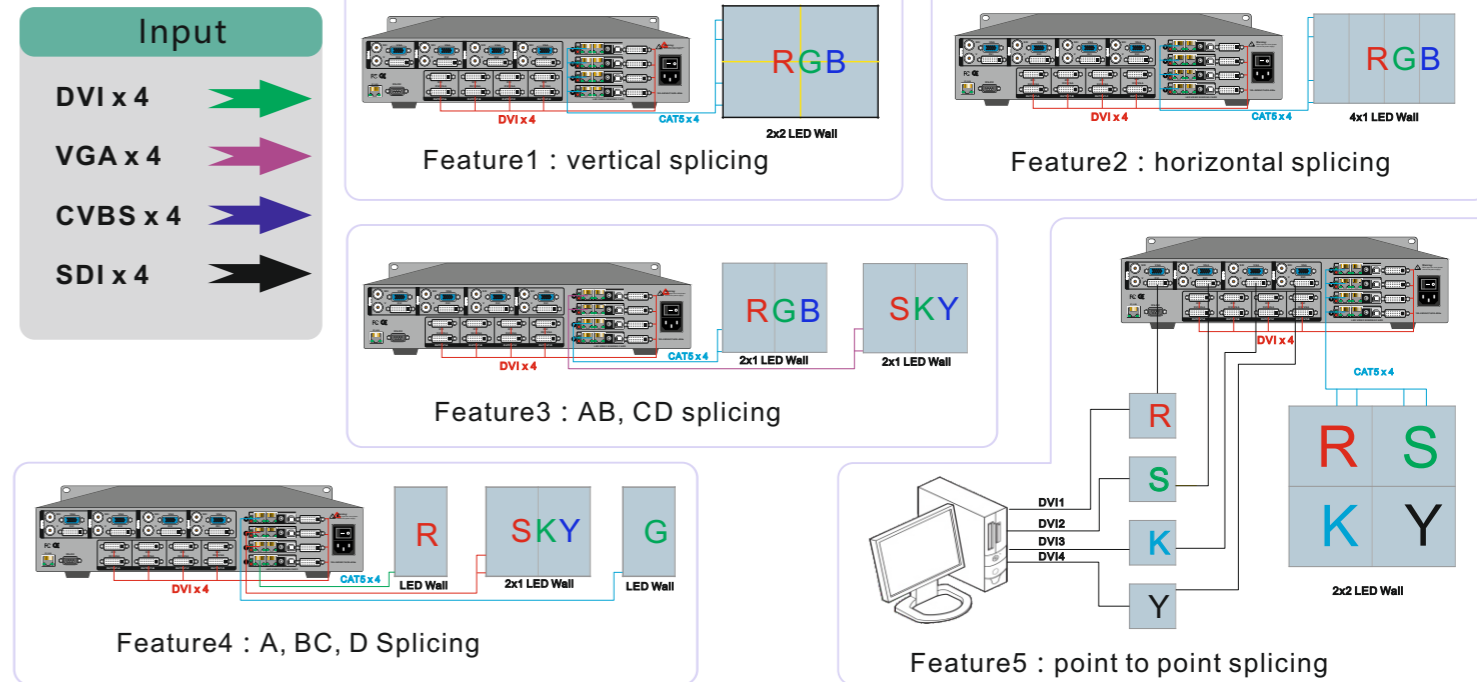 Input
DVI x 4
VGA x 4
CVBS x 4
SDI x 4
DVI x 4
CAT5 x 4
RGB
2x2 LED Wall
Feature1 : vertical splicing
DVI x 4
CAT5 x 4
RGB
4x1 LED Wall
Feature2 : horizontal splicing
DVI x 4
CAT5 x 4
RGB
2x1 LED Wall
SKY
2x1 LED Wall
Feature3 : AB, CD splicing
DVI x 4
CAT5 x 4
R
LED Wall
SKY
2x1 LED Wall
G
LED Wall
Feature4 : A, BC, D Splicing
DVI x 4
CAT5 x 4
DVI1
DVI2
DVI3
DVI4
R
S
K
Y
R S
K Y
2x2 LED Wall
Feature5 : point to point splicing